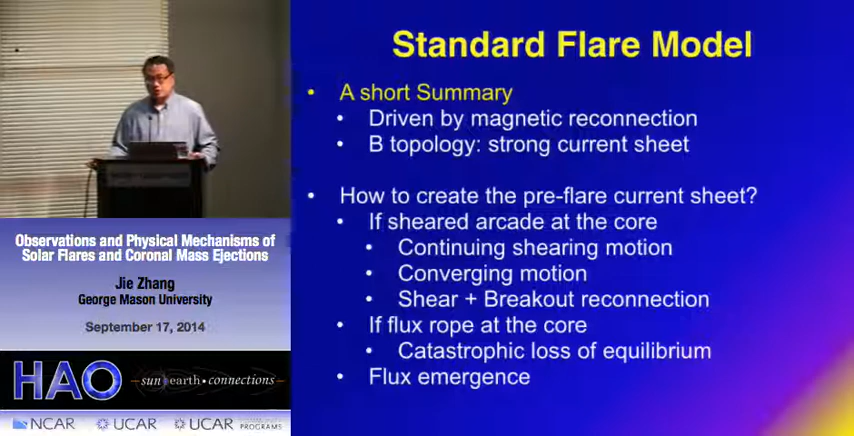 Standard Flare Model
• A short Summary
• Driven by magnetic reconnection
• B topology: strong current sheet
• How to create the pre-flare current sheet?
• If sheared arcade at the core
• Continuing shearing motion
• Converging motion
• Shear + Breakout reconnection
• If flux rope at the core
• Catastrophic loss of equilibrium
• Flux emergence
Observations and Physical Mechanisms of
Solar Flares and Coronal Mass Ejections
Jie Zhang
George Mason University
September 17, 2014
HAO
sun earth • connections
NCAR UCAR UCAR
PROGRAMS